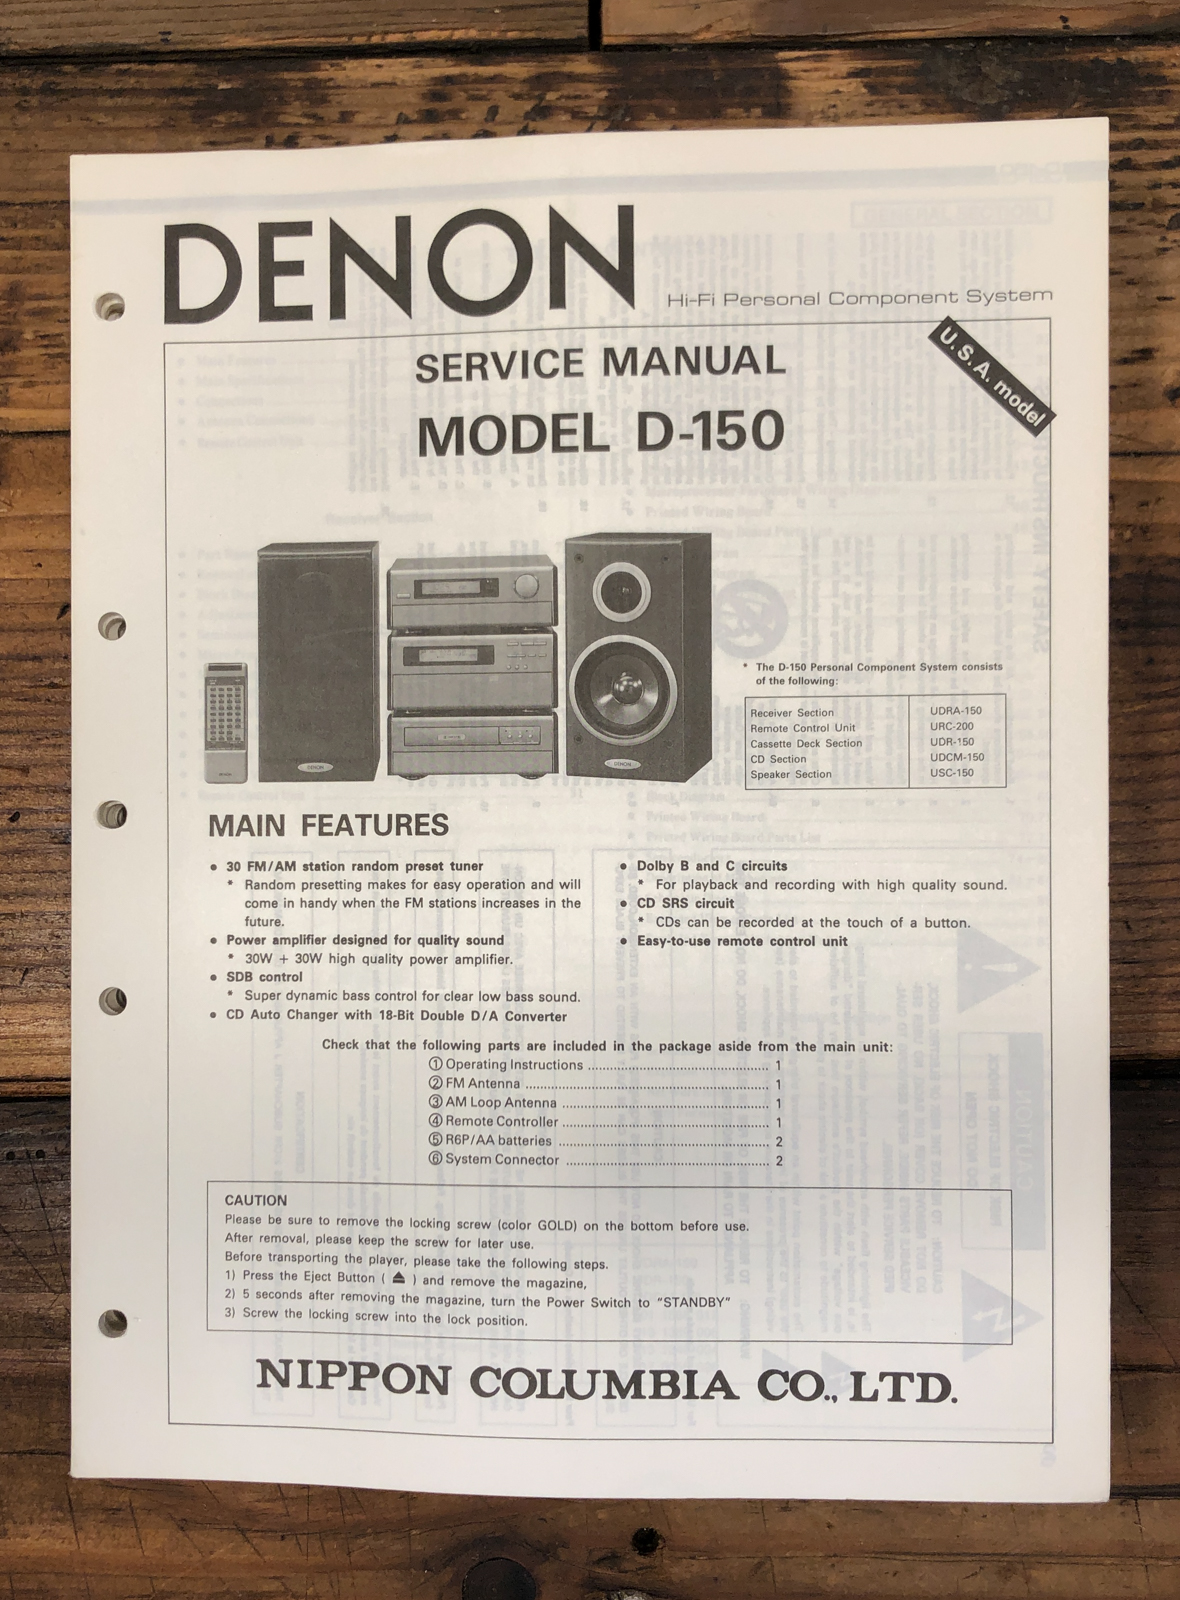 DENON
Hi-Fi Personal Component System
U.S.A. model
SERVICE MANUAL
MODEL D-150
DENON
DENON
* The D-150 Personal Component System consists
of the following:
Receiver Section UDRA-150
Remote Control Unit URC-200
Cassette Deck Section UDR-150
CD Section UDCM-150
Speaker Section USC-150
MAIN FEATURES
● 30 FM/AM station random preset tuner
* Random presetting makes for easy operation and will
come in handy when the FM stations increases in the
future.
● Power amplifier designed for quality sound
* 30W + 30W high quality power amplifier.
● SDB control
* Super dynamic bass control for clear low bass sound.
● CD Auto Changer with 18-Bit Double D/A Converter
● Dolby B and C circuits
* For playback and recording with high quality sound.
● CD SRS circuit
* CDs can be recorded at the touch of a button.
● Easy-to-use remote control unit
Check that the following parts are included in the package aside from the main unit:
① Operating Instructions ........ 1
② FM Antenna ........ 1
③ AM Loop Antenna ........ 1
④ Remote Controller ........ 1
⑤ R6P/AA batteries ........ 2
⑥ System Connector ........ 2
CAUTION
Please be sure to remove the locking screw (color GOLD) on the bottom before use.
After removal, please keep the screw for later use.
Before transporting the player, please take the following steps.
1) Press the Eject Button ( ⏏ ) and remove the magazine,
2) 5 seconds after removing the magazine, turn the Power Switch to "STANDBY"
3) Screw the locking screw into the lock position.
NIPPON COLUMBIA CO., LTD.